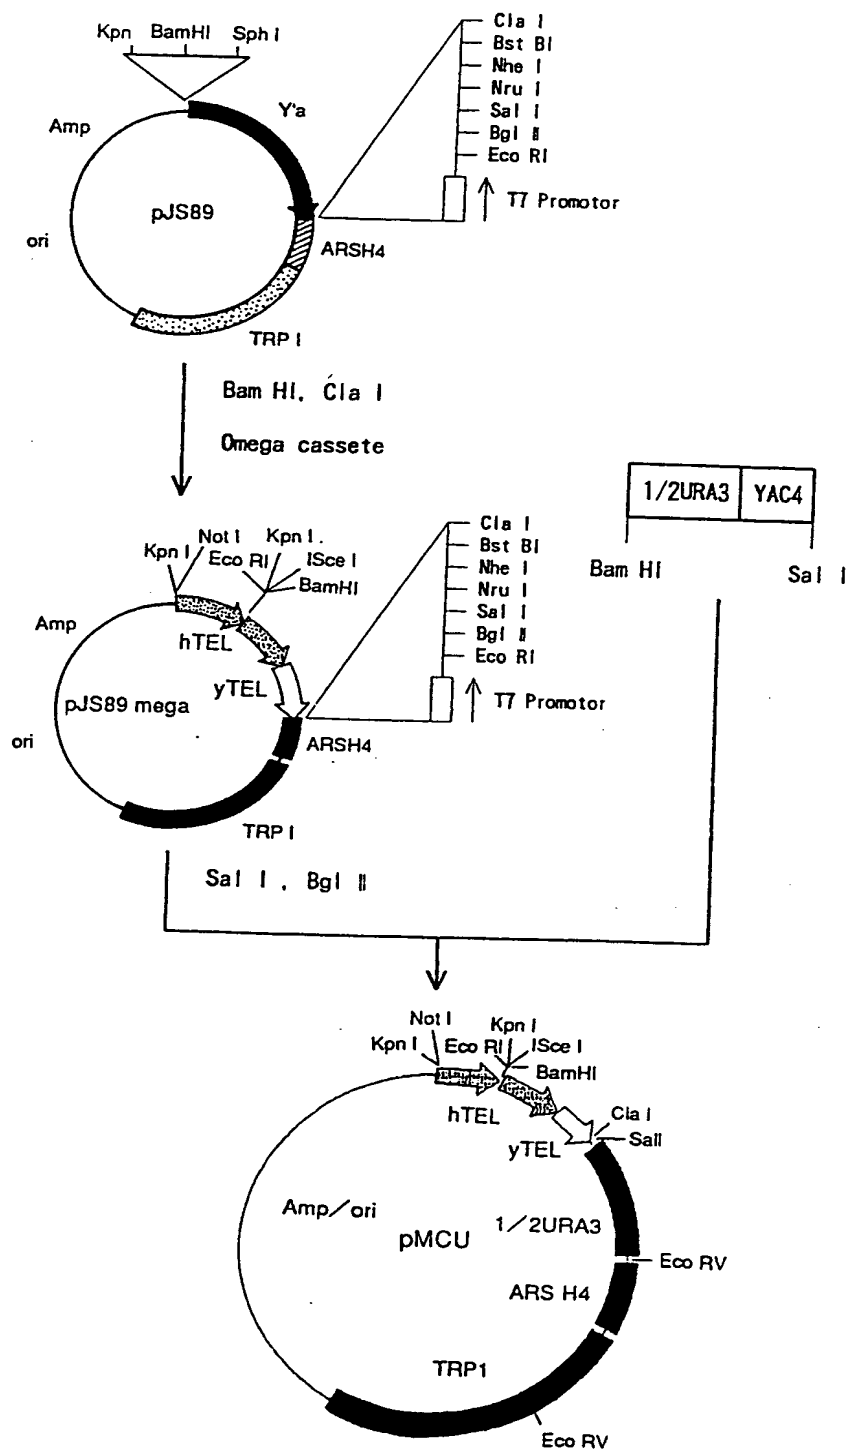 Kpn BamHI Sph I
Cla I
Bst BI
Nhe I
Nru I
Sal I
Bgl II
Eco RI
T7 Promotor
Y'a
Amp
pJS89
ori
ARSH4
TRP I
Bam HI, Cla I
Omega cassete
1/2URA3 YAC4
Bam HI
Sal I
Kpn I
Not I
Eco RI
Kpn I.
ISce I
BamHI
Cla I
Bst BI
Nhe I
Nru I
Sal I
Bgl II
Eco RI
T7 Promotor
Amp
hTEL
yTEL
pJS89 mega
ori
ARSH4
TRP I
Sal I, Bgl II
Not I
Kpn I
Eco RI
Kpn I
ISce I
BamHI
hTEL
yTEL
Cla I
SalI
Amp/ori
pMCU
1/2URA3
Eco RV
ARS H4
TRP1
Eco RV